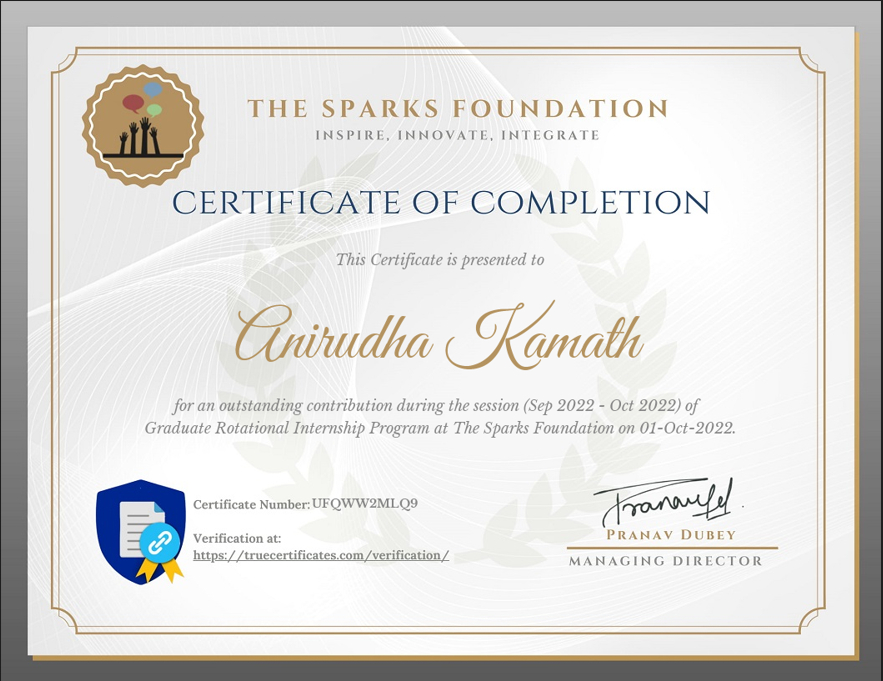 THE SPARKS FOUNDATION
INSPIRE, INNOVATE, INTEGRATE
CERTIFICATE OF COMPLETION
This Certificate is presented to
Anirudha Kamath
for an outstanding contribution during the session (Sep 2022 - Oct 2022) of
Graduate Rotational Internship Program at The Sparks Foundation on 01-Oct-2022.
Certificate Number: UFQWW2MLQ9
Verification at:
https://truecertificates.com/verification/
PRANAV DUBEY
MANAGING DIRECTOR